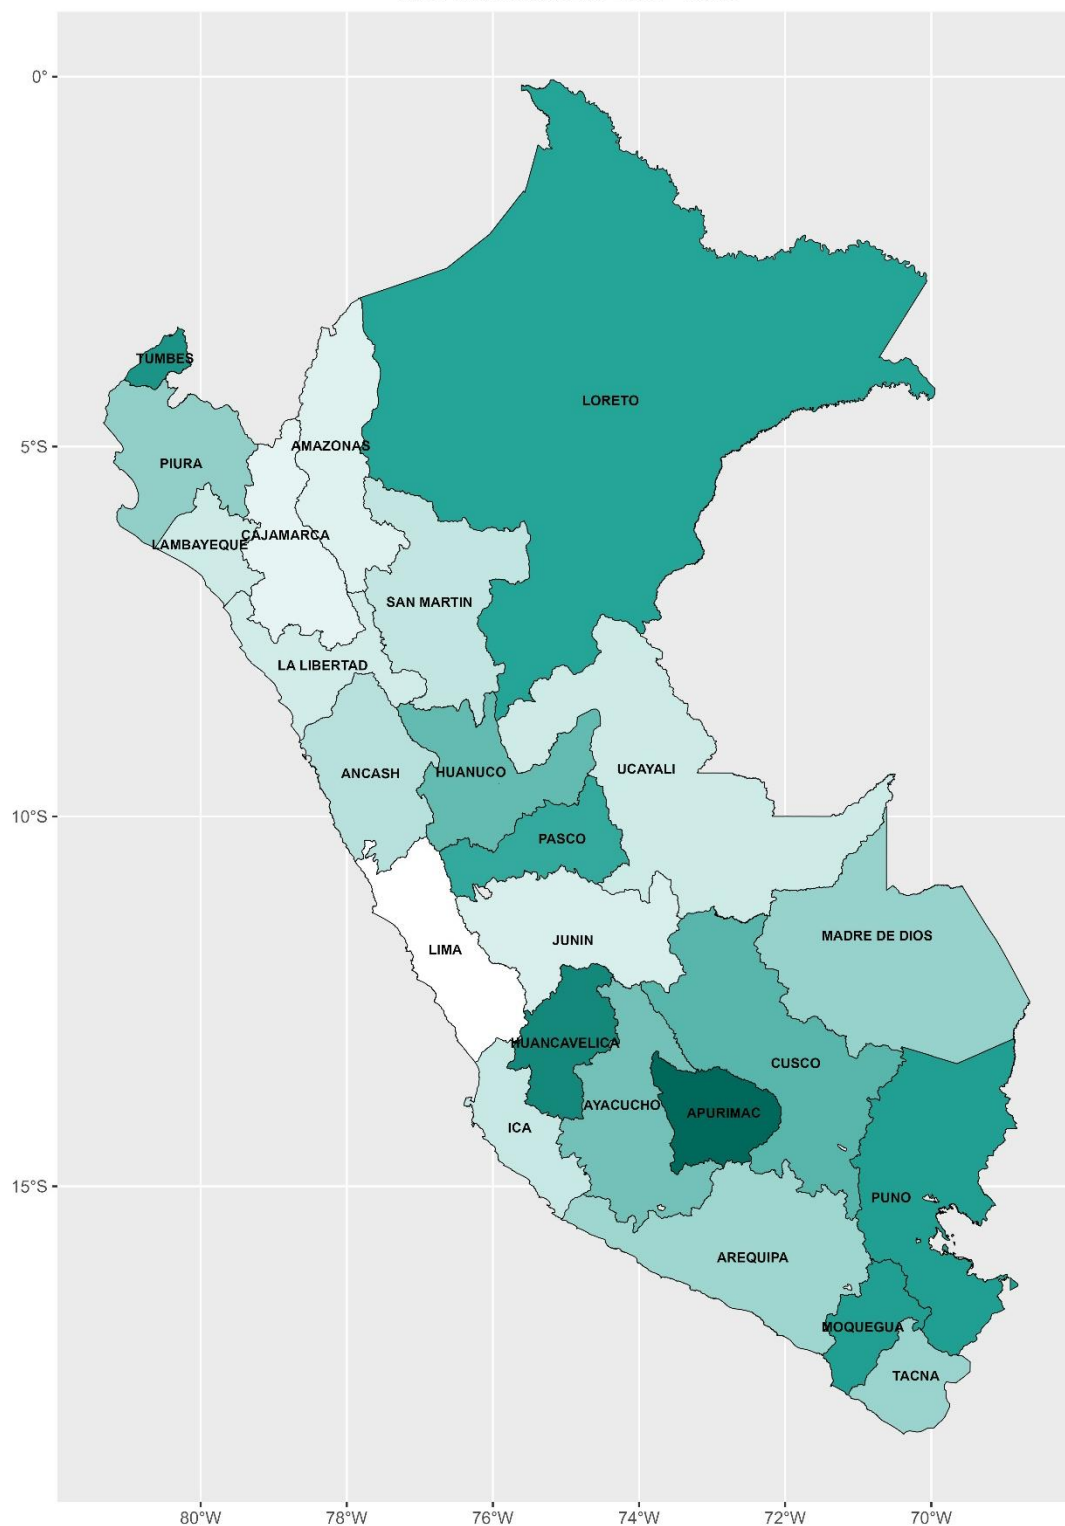 0°
TUMBES
LORETO
AMAZONAS
5°S
PIURA
CAJAMARCA
LAMBAYEQUE
SAN MARTIN
LA LIBERTAD
ANCASH
HUANUCO
UCAYALI
10°S
PASCO
MADRE DE DIOS
JUNIN
LIMA
HUANCAVELICA
CUSCO
AYACUCHO
APURIMAC
ICA
15°S
PUNO
AREQUIPA
MOQUEGUA
TACNA
80°W 78°W 76°W 74°W 72°W 70°W